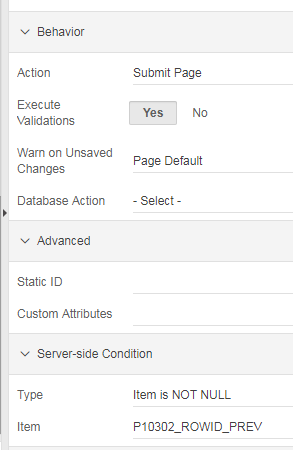 Behavior
Action Submit Page
Execute Validations Yes No
Warn on Unsaved Changes Page Default
Database Action - Select -
Advanced
Static ID
Custom Attributes
Server-side Condition
Type Item is NOT NULL
Item P10302_ROWID_PREV